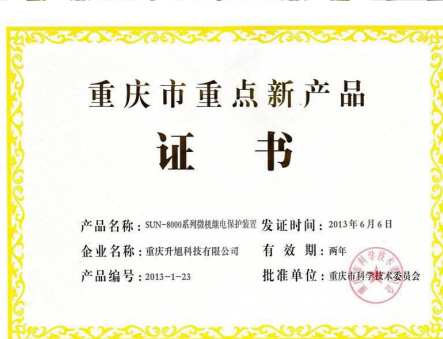 重庆市重点新产品
证 书
产品名称：SUN-8000系列微机继电保护装置 发证时间：2013年6月6日
企业名称：重庆升旭科技有限公司 有 效 期：两年
产品编号：2013-1-23 批准单位：重庆市科学技术委员会